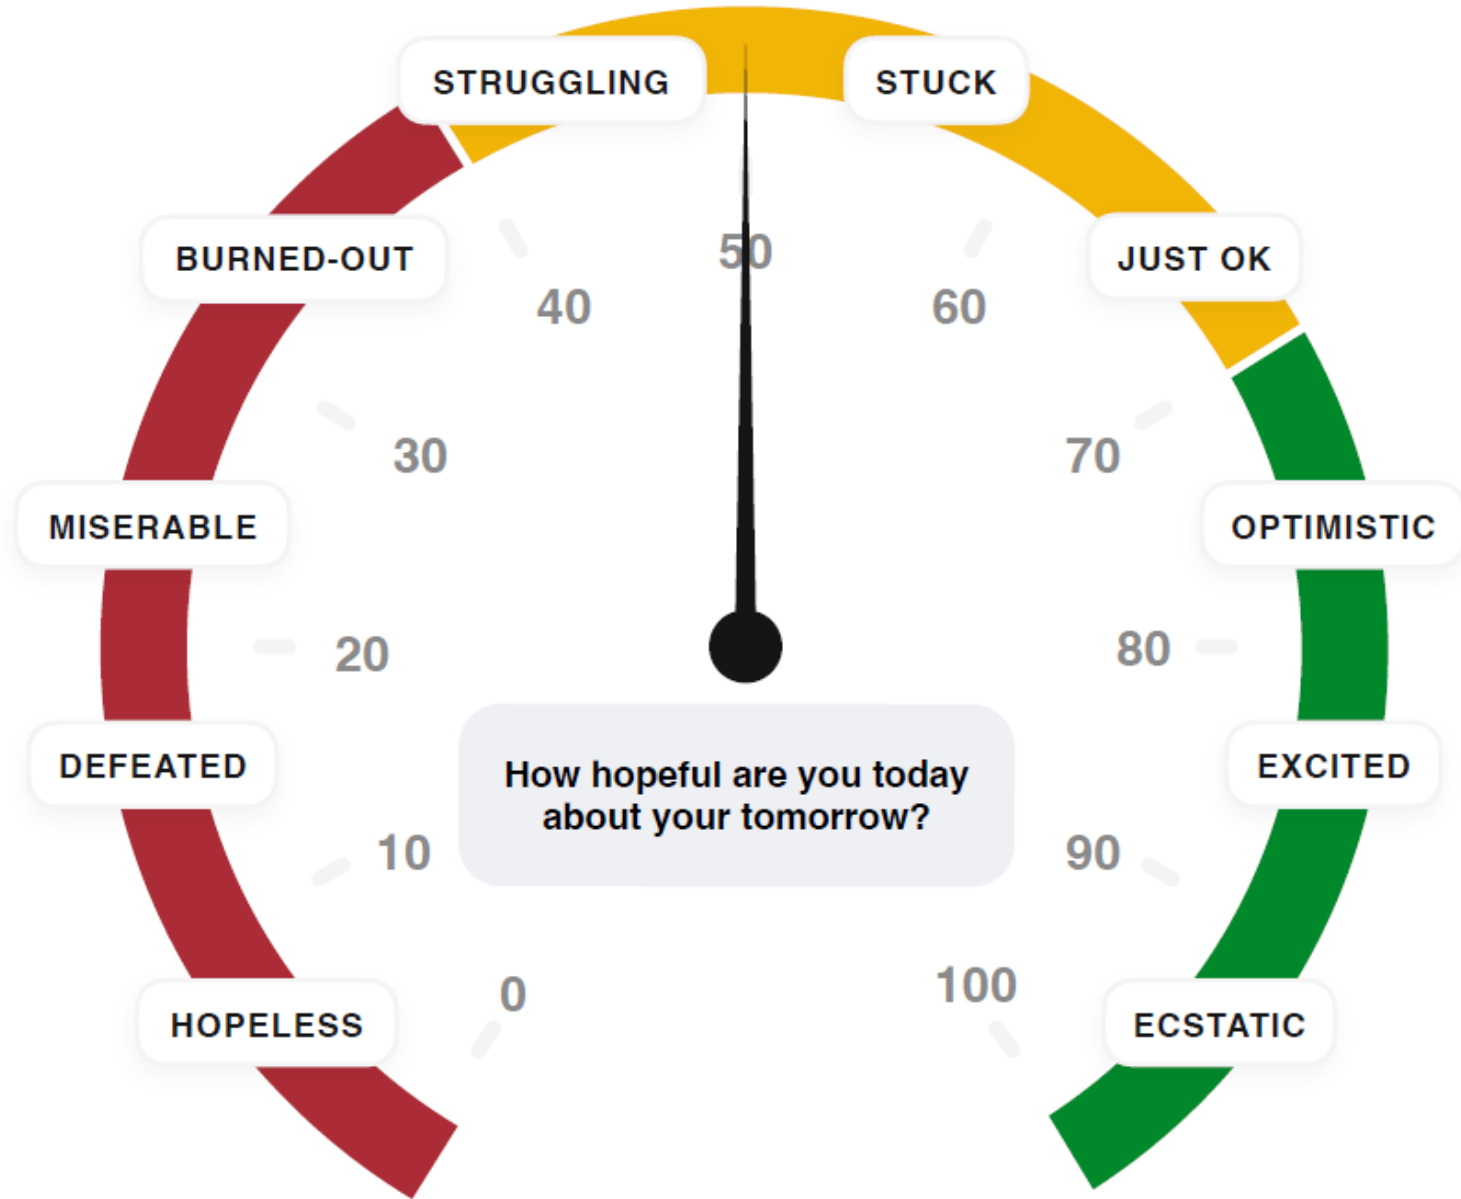 STRUGGLING
STUCK
BURNED-OUT
JUST OK
50
40
60
30
70
MISERABLE
OPTIMISTIC
20
80
DEFEATED
EXCITED
How hopeful are you today
about your tomorrow?
10
90
0
100
HOPELESS
ECSTATIC